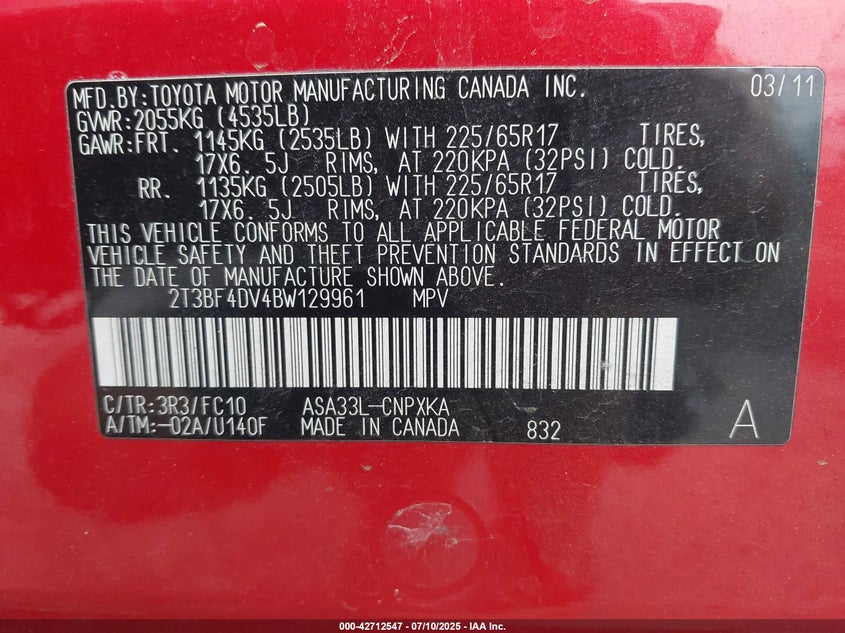 MFD.BY:TOYOTA MOTOR MANUFACTURING CANADA INC. 03/11
GVWR:2055KG (4535LB)
GAWR:FRT. 1145KG (2535LB) WITH 225/65R17 TIRES,
17X6. 5J RIMS, AT 220KPA (32PSI) COLD.
RR. 1135KG (2505LB) WITH 225/65R17 TIRES,
17X6. 5J RIMS, AT 220KPA (32PSI) COLD.
THIS VEHICLE CONFORMS TO ALL APPLICABLE FEDERAL MOTOR
VEHICLE SAFETY AND THEFT PREVENTION STANDARDS IN EFFECT ON
THE DATE OF MANUFACTURE SHOWN ABOVE.
2T3BF4DV4BW129961 MPV
C/TR:3R3/FC10 ASA33L-CNPXKA
A/TM:-02A/U140F MADE IN CANADA 832 A
000-42712547 - 07/10/2025 - IAA Inc.